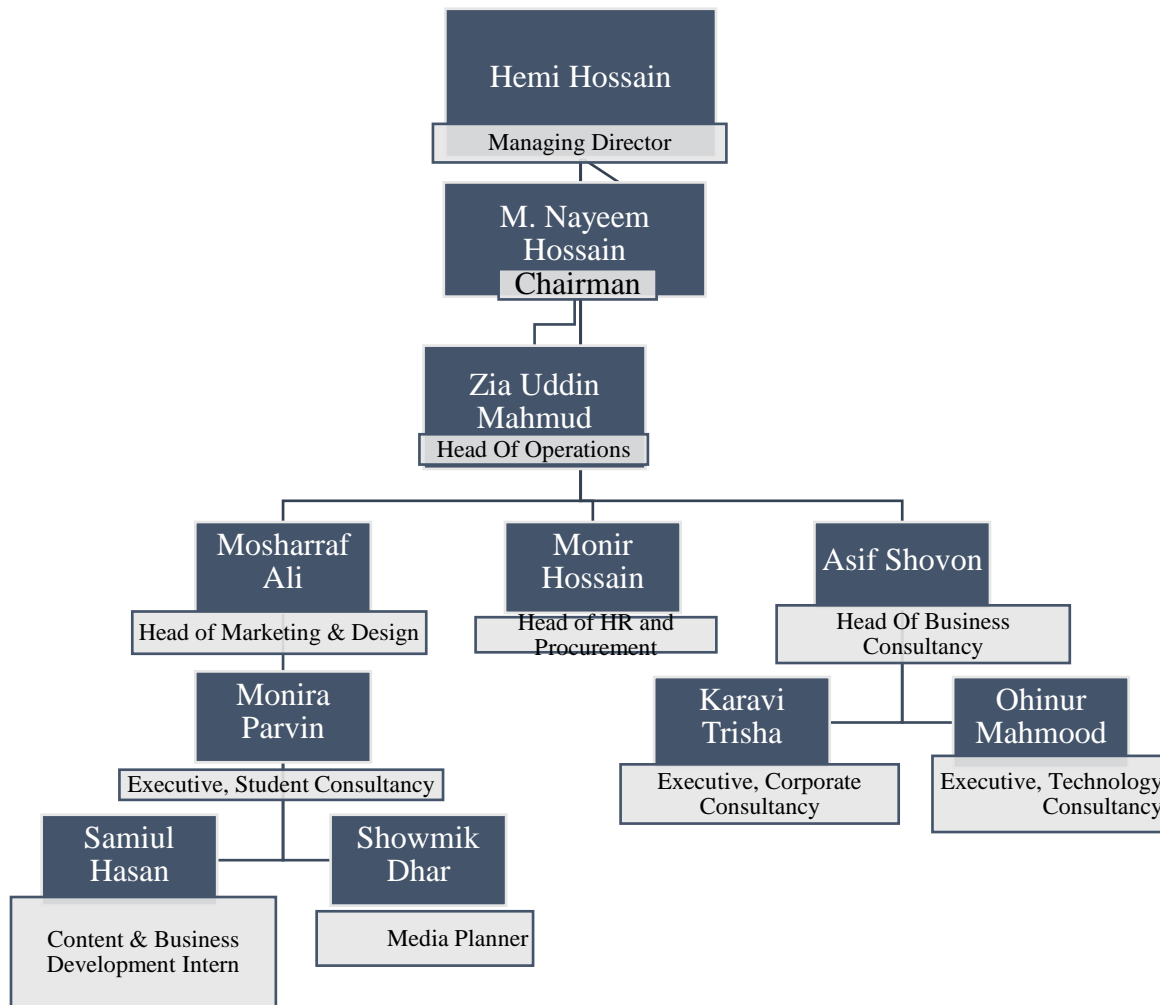 Hemi Hossain
Managing Director
M. Nayeem
Hossain
Chairman
Zia Uddin
Mahmud
Head Of Operations
Mosharraf
Ali
Head of Marketing & Design
Monir
Hossain
Head of HR and
Procurement
Asif Shovon
Head Of Business
Consultancy
Monira
Parvin
Executive, Student Consultancy
Karavi
Trisha
Executive, Corporate
Consultancy
Ohinur
Mahmood
Executive, Technology
Consultancy
Samiul
Hasan
Content & Business
Development Intern
Showmik
Dhar
Media Planner